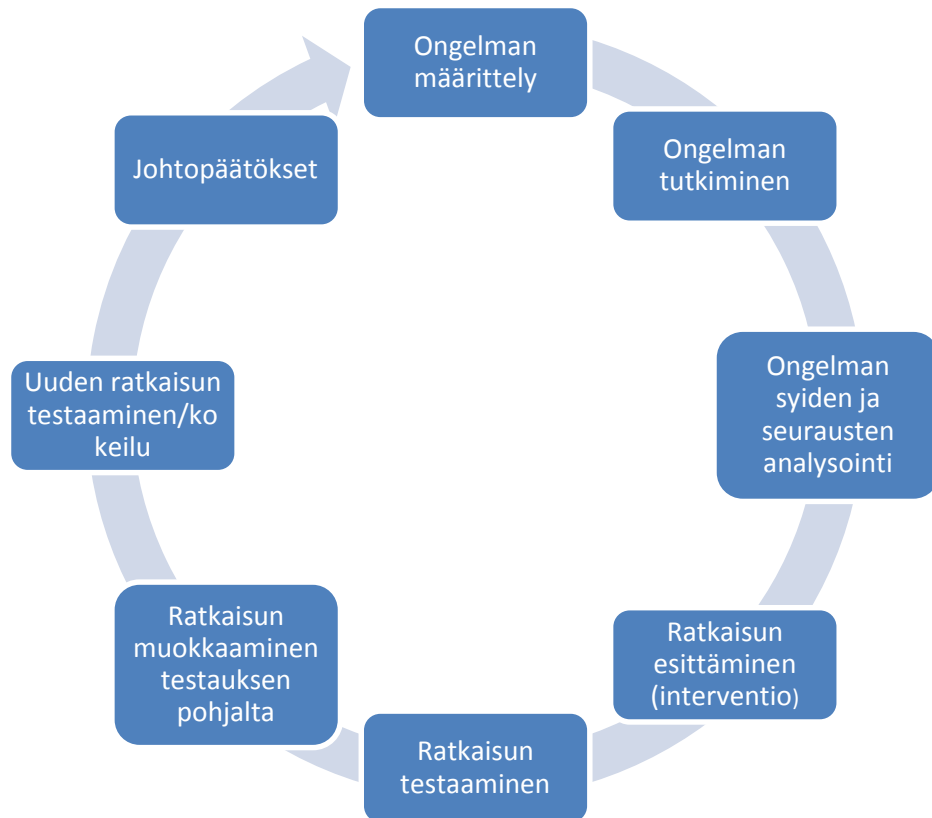 Ongelman
määrittely
Ongelman
tutkiminen
Ongelman
syiden ja
seurausten
analysointi
Ratkaisun
esittäminen
(interventio)
Ratkaisun
testaaminen
Ratkaisun
muokkaaminen
testauksen
pohjalta
Uuden ratkaisun
testaaminen/ko
keilu
Johtopäätökset